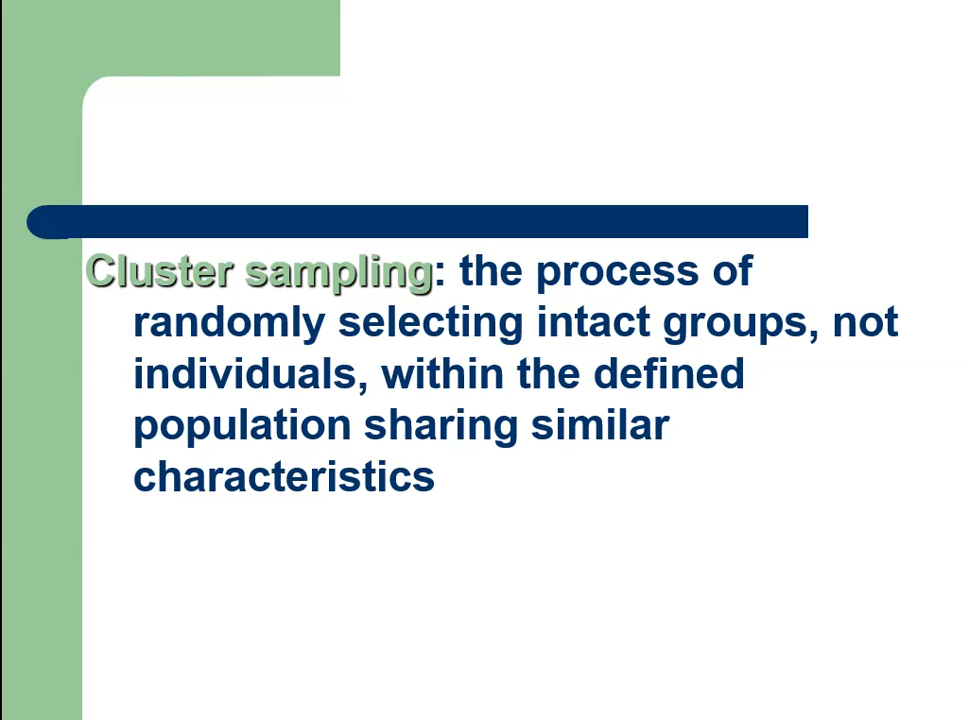 Cluster sampling: the process of
randomly selecting intact groups, not
individuals, within the defined
population sharing similar
characteristics